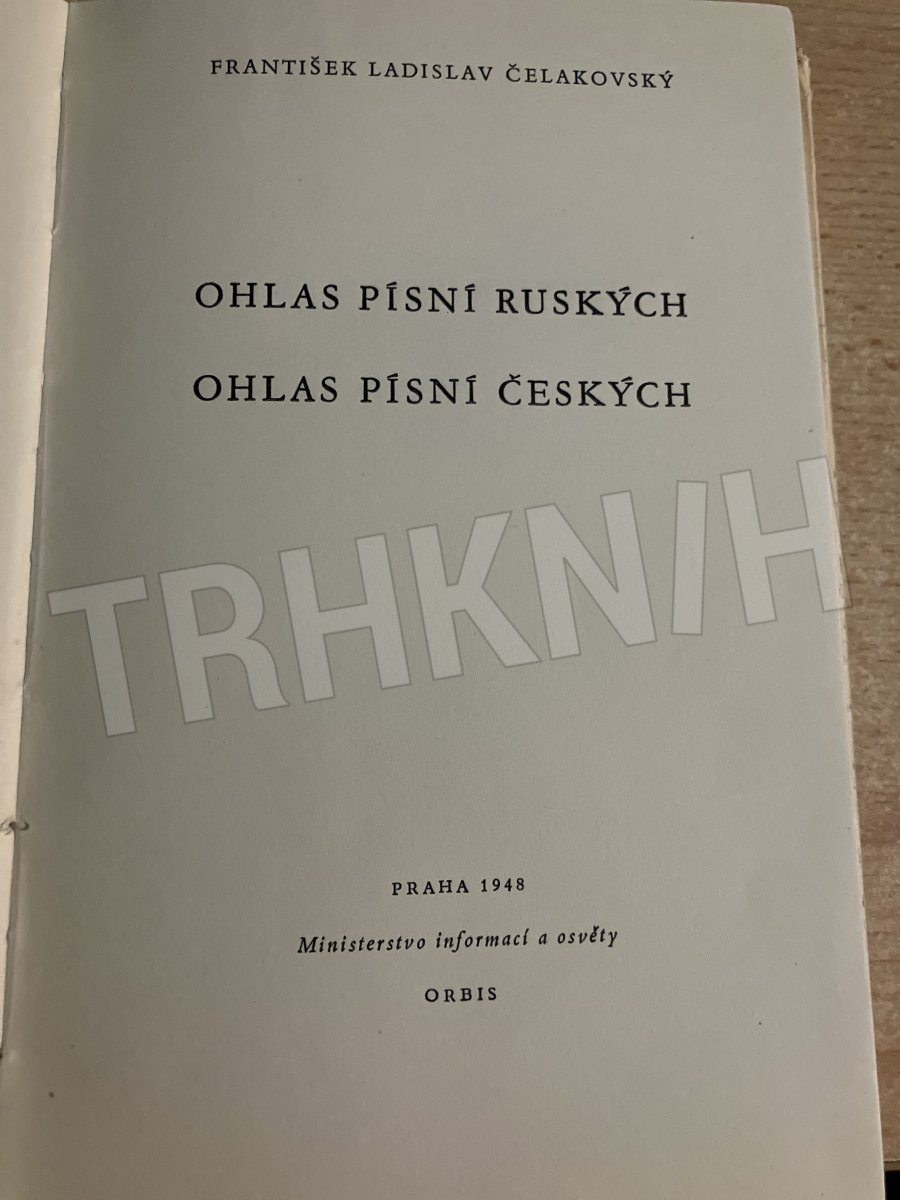 FRANTIŠEK LADISLAV ČELAKOVSKÝ
OHLAS PÍSNÍ RUSKÝCH
OHLAS PÍSNÍ ČESKÝCH
TRHKNIH
PRAHA 1948
Ministerstvo informací a osvěty
ORBIS